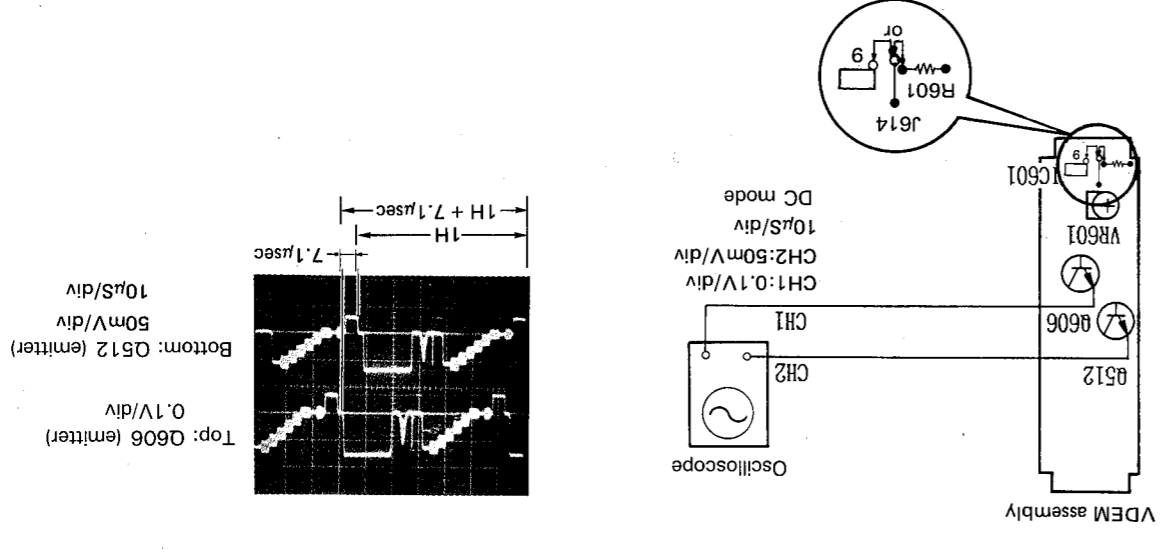 VDEM assembly
Oscilloscope
Q512
CH2
Q606
CH1
VR601
IC601
9
CH1:0.1V/div
CH2:50mV/div
10µS/div
DC mode
J614
R601
9
or
Top: Q606 (emitter)
0.1V/div
Bottom: Q512 (emitter)
50mV/div
10µS/div
7.1µsec
1H
1H + 7.1µsec